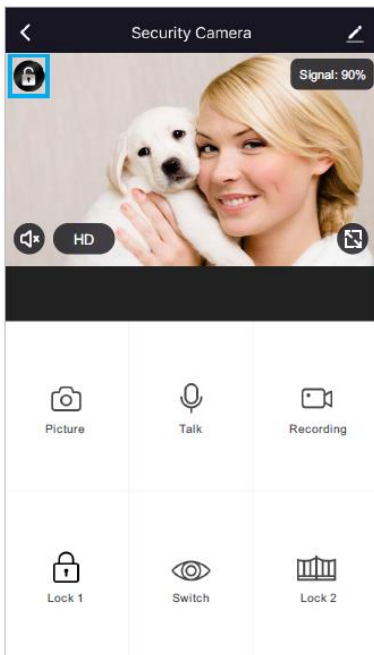 Security Camera
Signal: 90%
HD
Picture
Talk
Recording
Lock 1
Switch
Lock 2